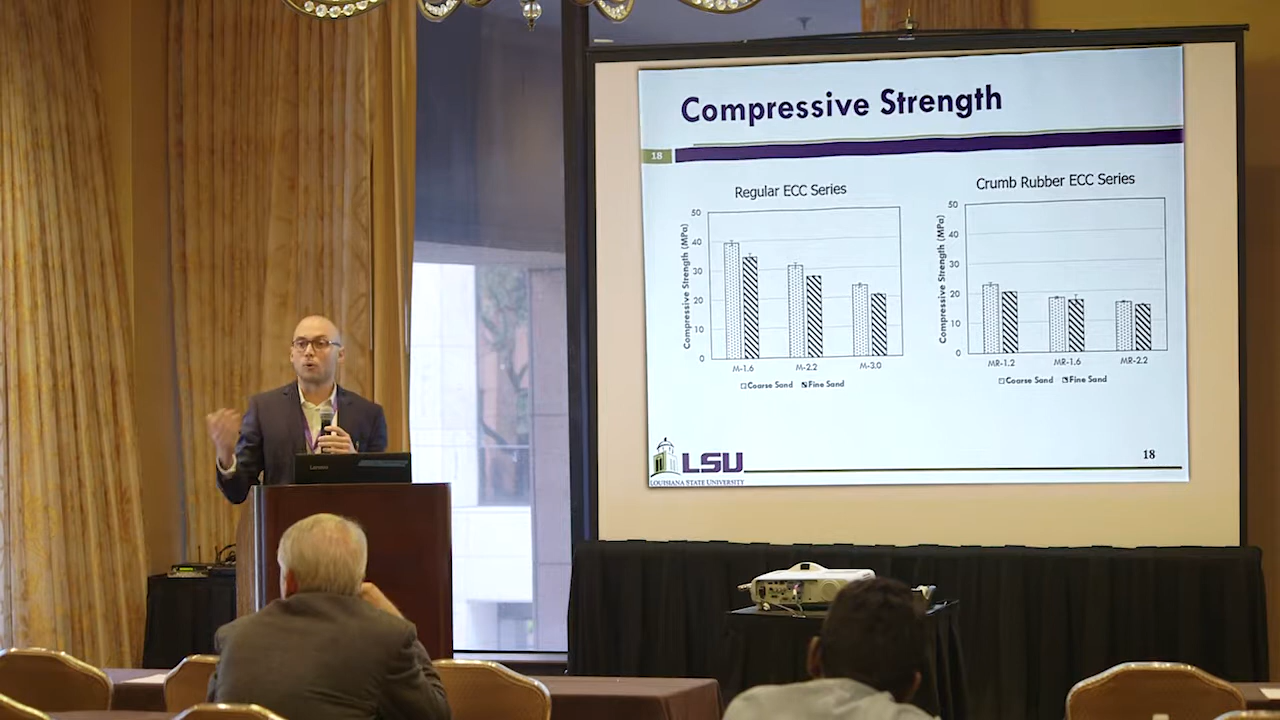 Compressive Strength
18
Regular ECC Series
Compressive Strength (MPa)
50
40
30
20
10
0
M-1.6 M-2.2 M-3.0
Coarse Sand Fine Sand
Crumb Rubber ECC Series
Compressive Strength (MPa)
50
40
30
20
10
0
MR-1.2 MR-1.6 MR-2.2
Coarse Sand Fine Sand
LSU
LOUISIANA STATE UNIVERSITY
18
Lenovo